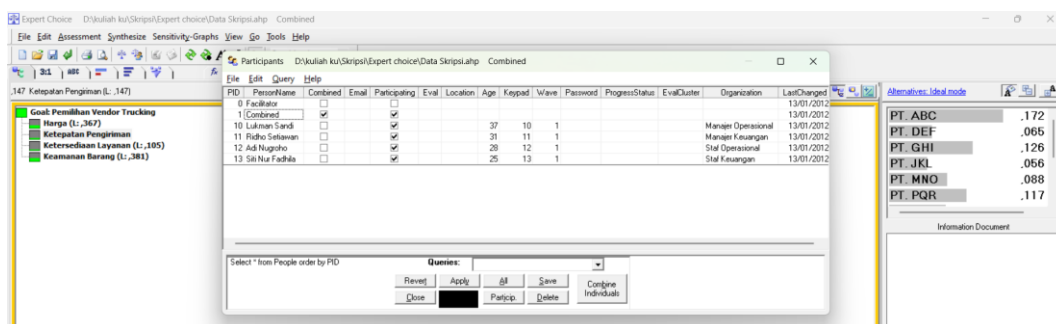 Expert Choice D:\kuliah ku\Skripsi\Expert choice\Data Skripsi.ahp Combined
File Edit Assessment Synthesize Sensitivity-Graphs View Go Tools Help
3:1 ABC
,147 Ketepatan Pengiriman (L: ,147)
Goal: Pemilihan Vendor Trucking
Harga (L: ,367)
Ketepatan Pengiriman
Ketersediaan Layanan (L: ,105)
Keamanan Barang (L: ,381)
Participants D:\kuliah ku\Skripsi\Expert choice\Data Skripsi.ahp Combined
File Edit Query Help
PID PersonName Combined Email Participating Eval Location Age Keypad Wave Password ProgressStatus EvalCluster Organization LastChanged
0 Facilitator 13/01/2012
1 Combined 13/01/2012
10 Lukman Sandi 37 10 1 Manajer Operasional 13/01/2012
11 Ridho Setiawan 31 11 1 Manajer Keuangan 13/01/2012
12 Adi Nugroho 28 12 1 Staf Operasional 13/01/2012
13 Siti Nur Fadhila 25 13 1 Staf Keuangan 13/01/2012
Select * from People order by PID
Queries:
Revert Apply All Save Combine Individuals
Close Particip. Delete
Alternatives: Ideal mode
PT. ABC ,172
PT. DEF ,065
PT. GHI ,126
PT. JKL ,056
PT. MNO ,088
PT. PQR ,117
Information Document